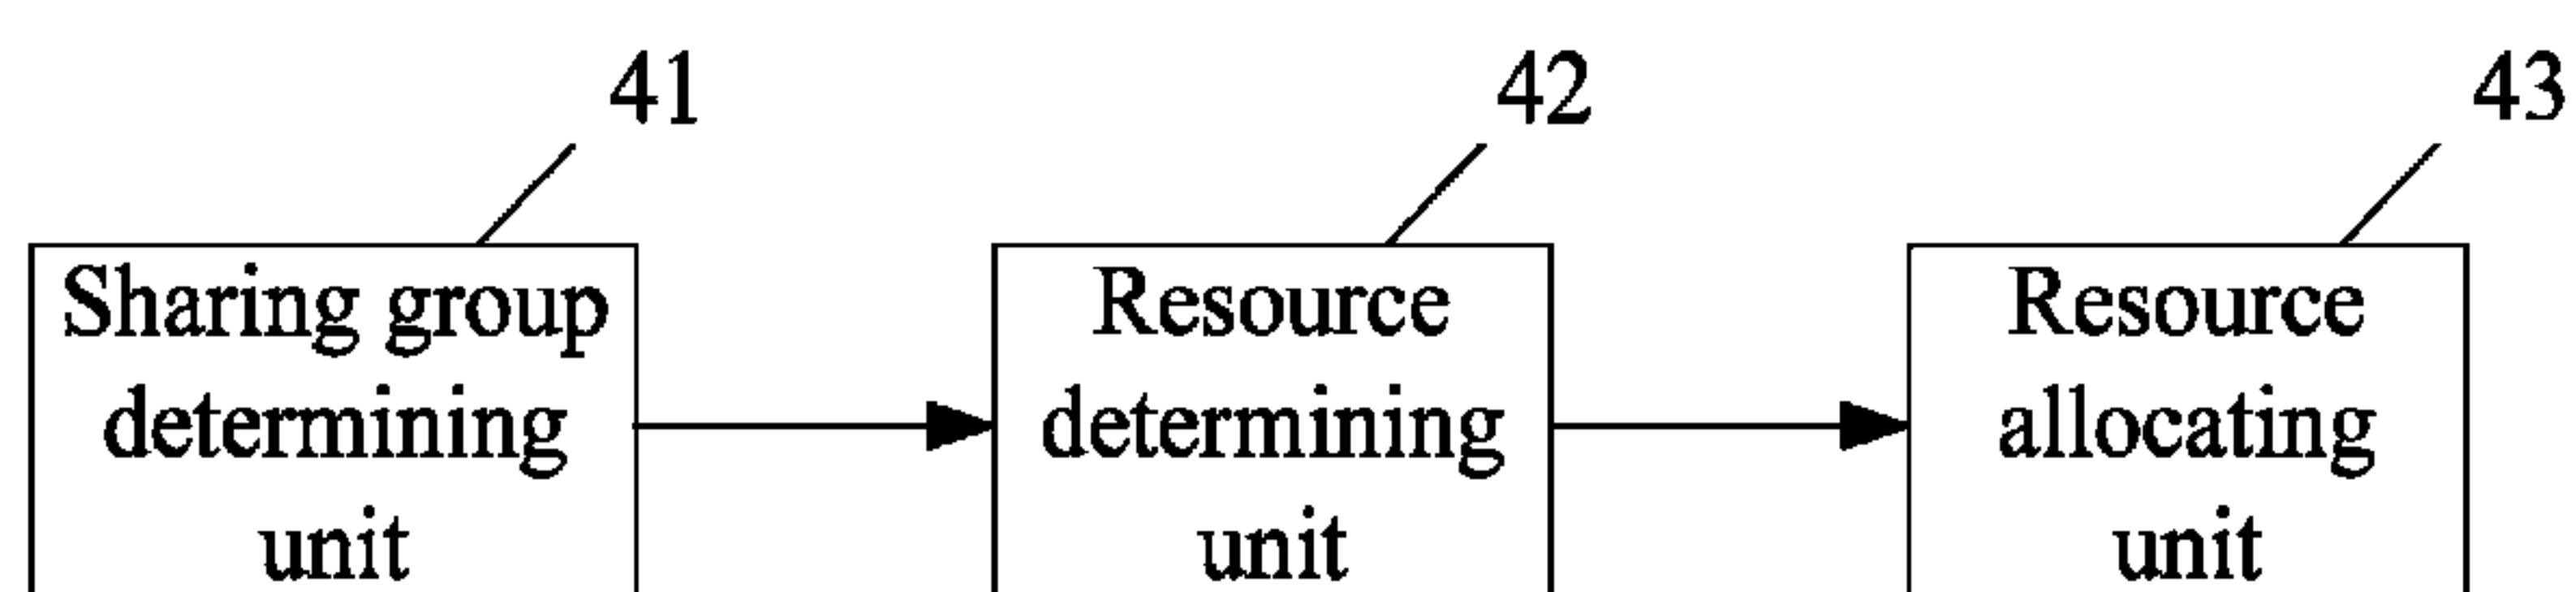 41
42
43
Sharing group
determining
unit
Resource
determining
unit
Resource
allocating
unit